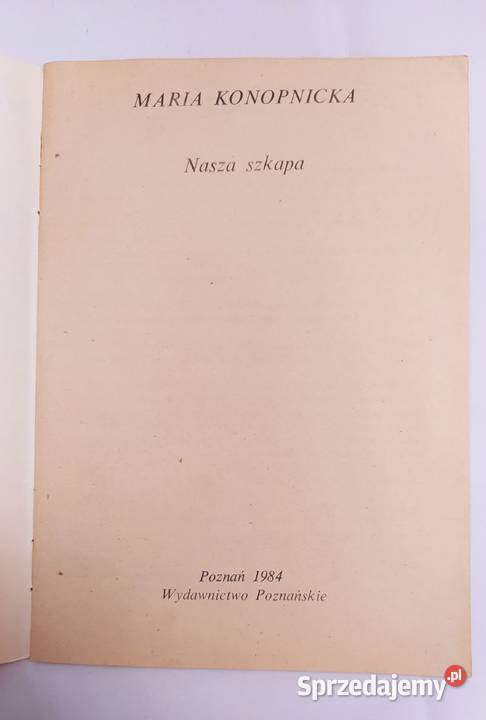 MARIA KONOPNICKA
Nasza szkapa
Poznań 1984
Wydawnictwo Poznańskie
Sprzedajemy.pl